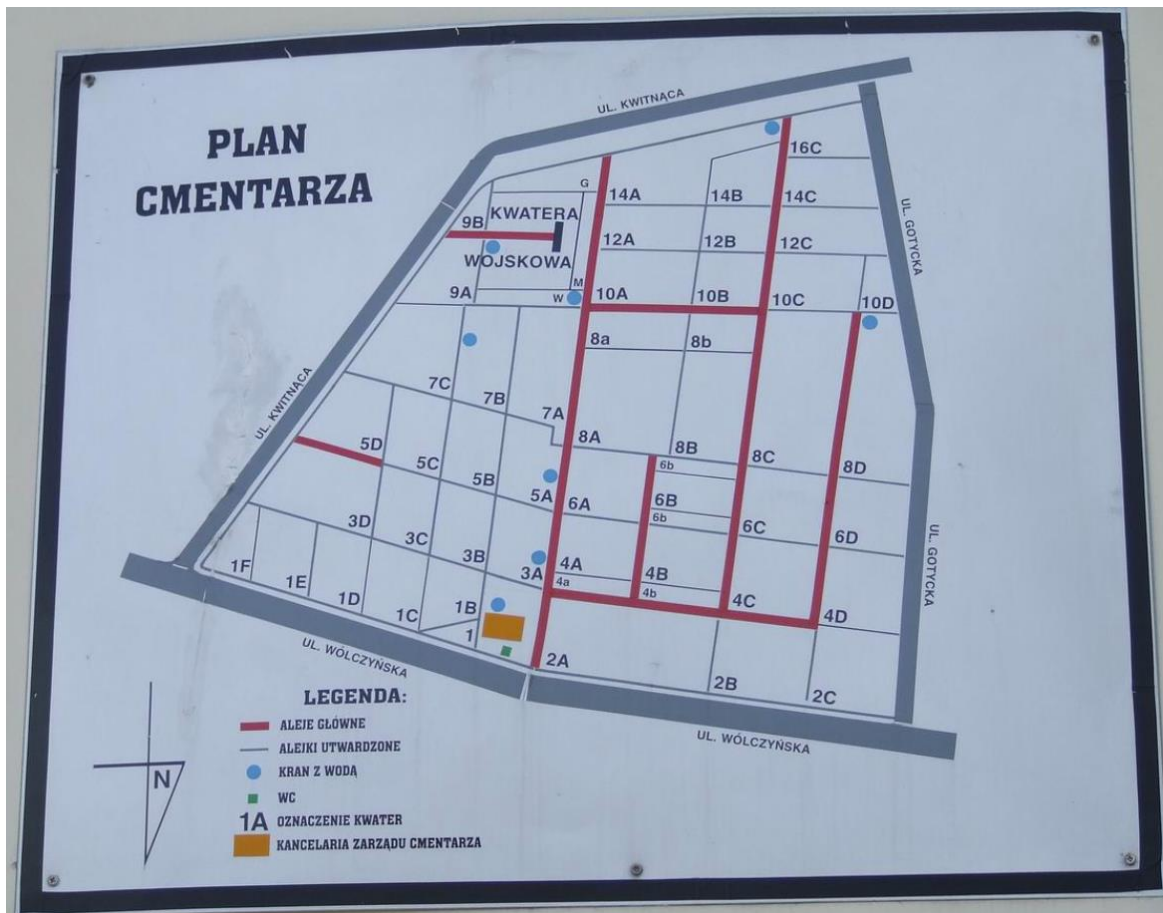 PLAN
CMENTARZA
UL. KWITNĄCA
16C
G
14A
14B
14C
UL. GOTYCKA
KWATERA
9B
12A
12B
12C
WOJSKOWA
M
9A
W
10A
10B
10C
10D
8a
8b
7C
7B
7A
UL. KWITNĄCA
5D
8A
8B
8C
8D
5C
5B
5A
6b
6A
6B
6b
6C
6D
UL. GOTYCKA
3D
3C
3B
3A
4A
4a
4B
4b
4C
4D
1F
1E
1D
1C
1B
1
2A
2B
2C
UL. WÓLCZYŃSKA
UL. WÓLCZYŃSKA
LEGENDA:
ALEJE GŁÓWNE
ALEJKI UTWARDZONE
KRAN Z WODĄ
WC
1A OZNACZENIE KWATER
KANCELARIA ZARZĄDU CMENTARZA
N